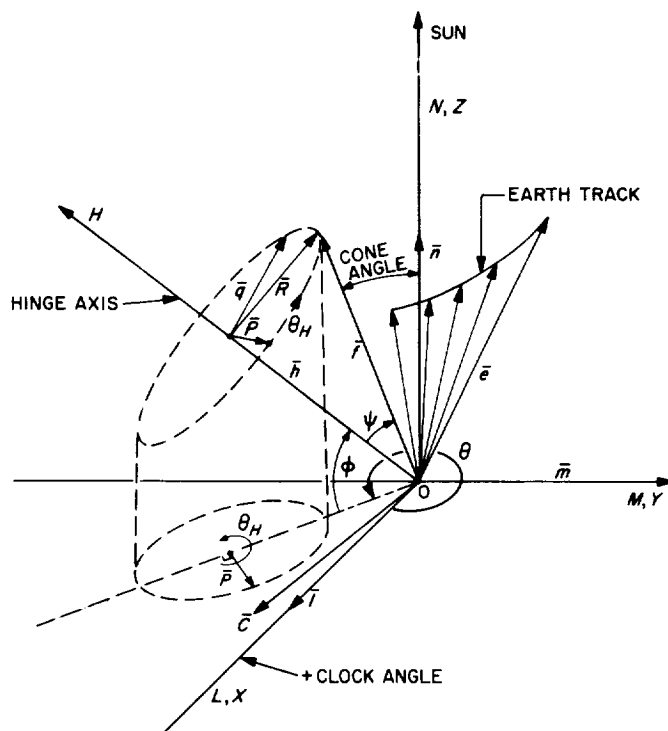 SUN
N, Z
EARTH TRACK
H
CONE
ANGLE
n̄
q̄
R̄
HINGE AXIS
P̄
θH
f̄
h̄
ē
ψ
θ
ϕ
m̄
O
M, Y
θH
P̄
c̄
l̄
+ CLOCK ANGLE
L, X